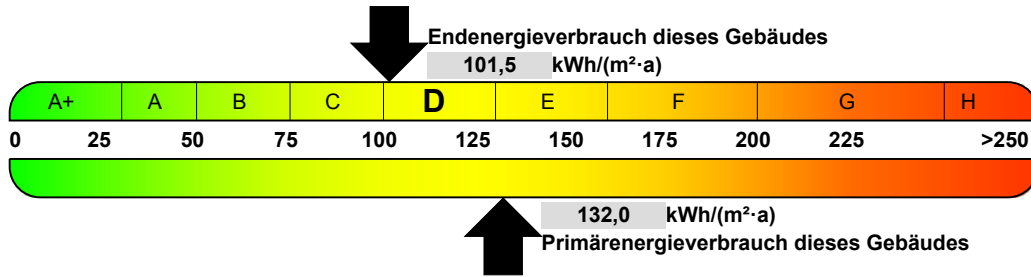 Endenergieverbrauch dieses Gebäudes
101,5 kWh/(m²·a)
A+ A B C D E F G H
0 25 50 75 100 125 150 175 200 225 >250
132,0 kWh/(m²·a)
Primärenergieverbrauch dieses Gebäudes